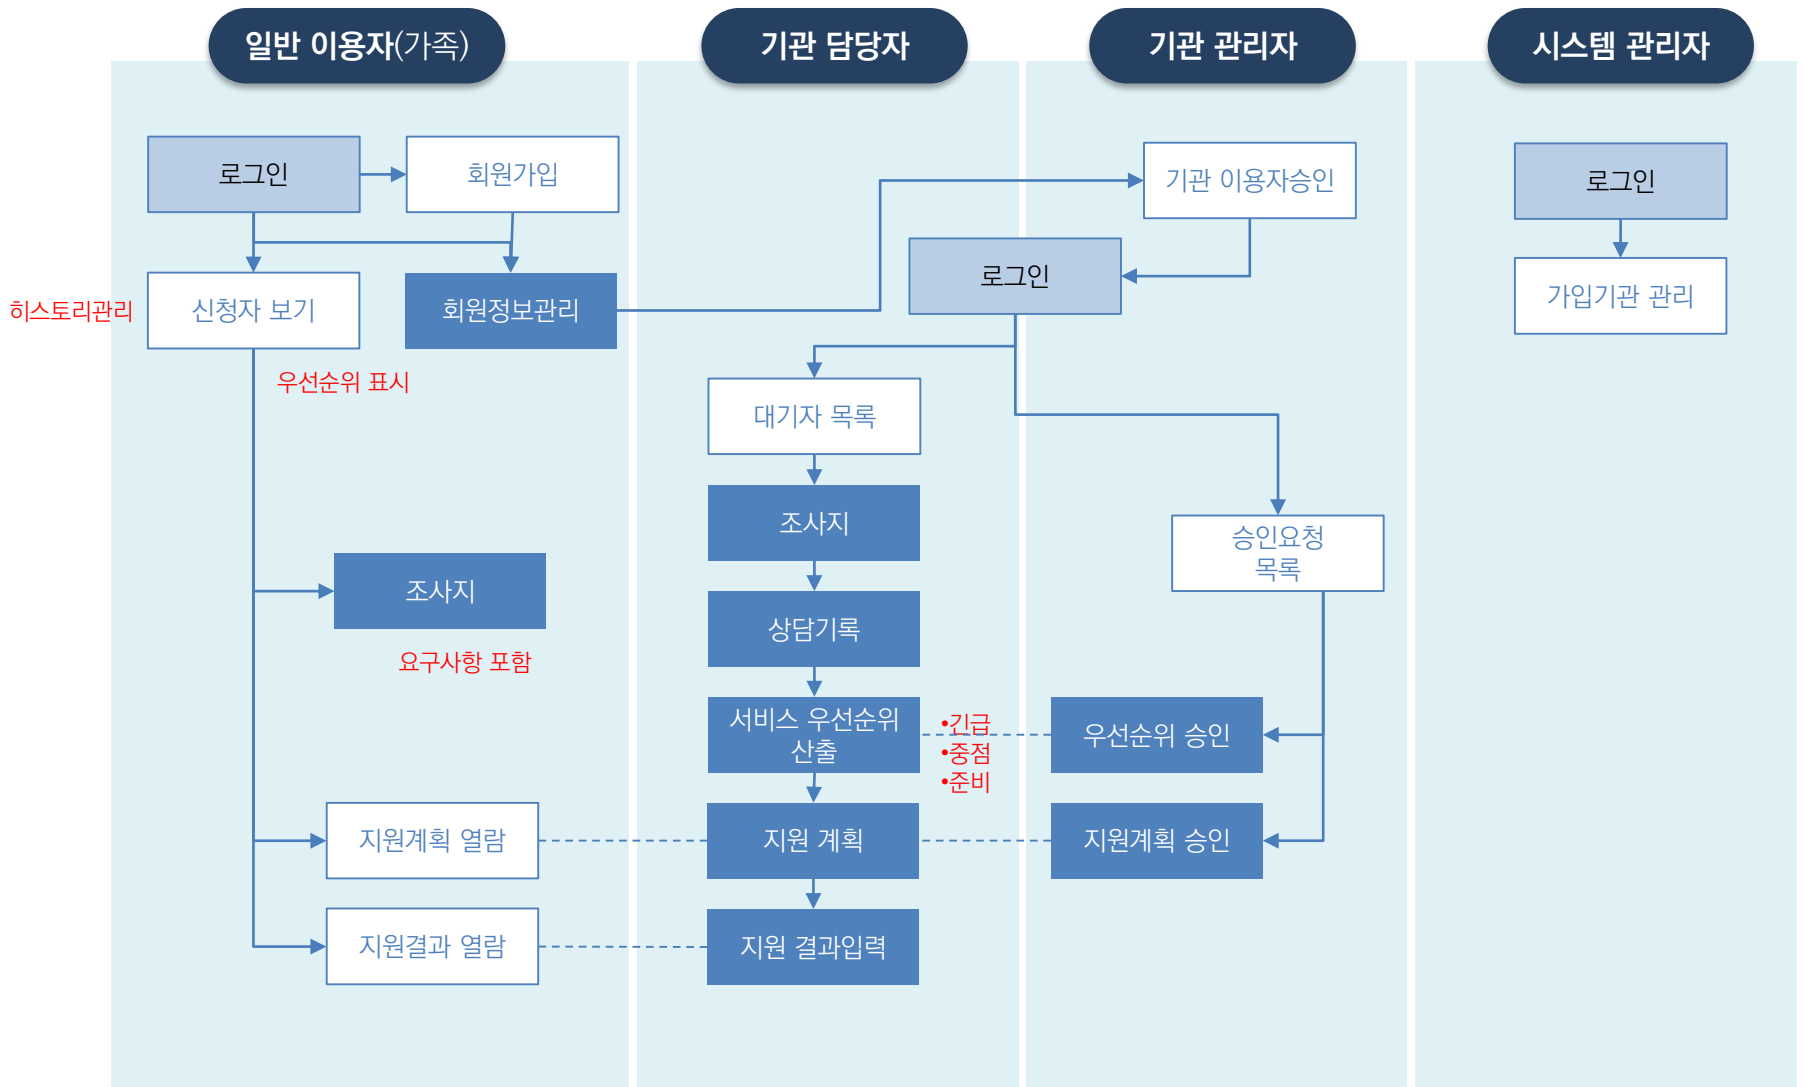 일반 이용자(가족)
기관 담당자
기관 관리자
시스템 관리자
로그인
회원가입
기관 이용자승인
로그인
로그인
히스토리관리
신청자 보기
회원정보관리
가입기관 관리
우선순위 표시
대기자 목록
조사지
승인요청
목록
조사지
상담기록
요구사항 포함
서비스 우선순위
산출
•긴급
•중점
•준비
우선순위 승인
지원계획 열람
지원 계획
지원계획 승인
지원결과 열람
지원 결과입력